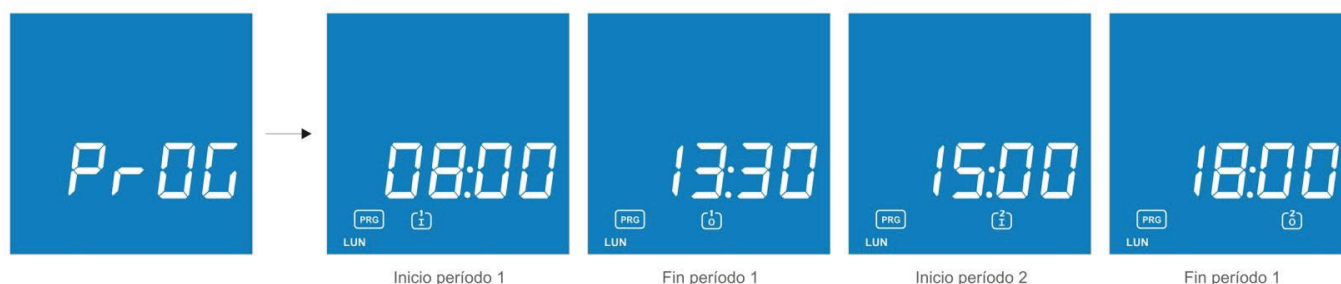 PrOG
08:00
PRG 1 I
LUN
Inicio período 1
13:30
PRG 1 O
LUN
Fin período 1
15:00
PRG 2 I
LUN
Inicio período 2
18:00
PRG 2 O
LUN
Fin período 1